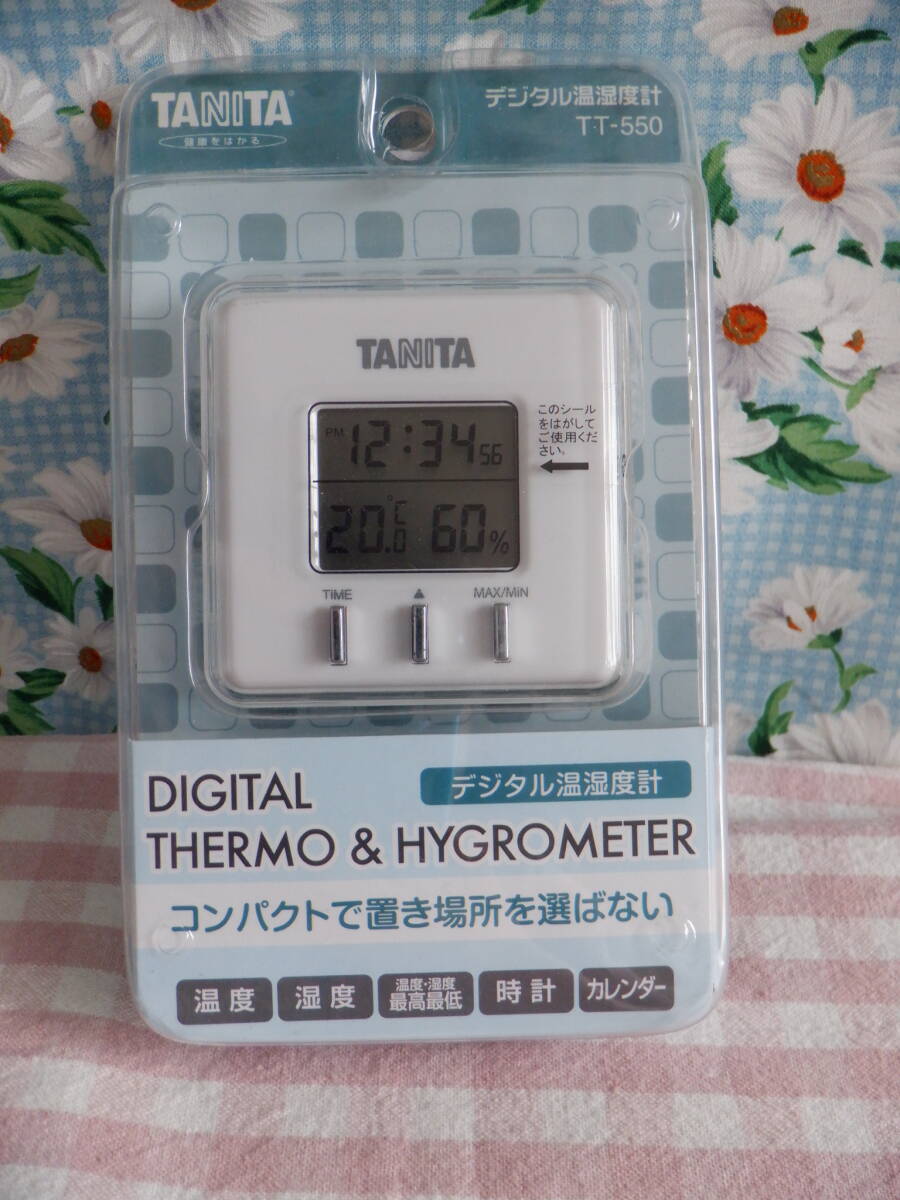 TANITA®
健康をはかる
デジタル温湿度計
TT-550
TANITA
PM 12:34 56
20.0℃ 60%
このシール
をはがして
ご使用くだ
さい。
TIME ▲ MAX/MIN
DIGITAL
デジタル温湿度計
THERMO & HYGROMETER
コンパクトで置き場所を選ばない
温度
湿度
温度・湿度
最高最低
時計
カレンダー